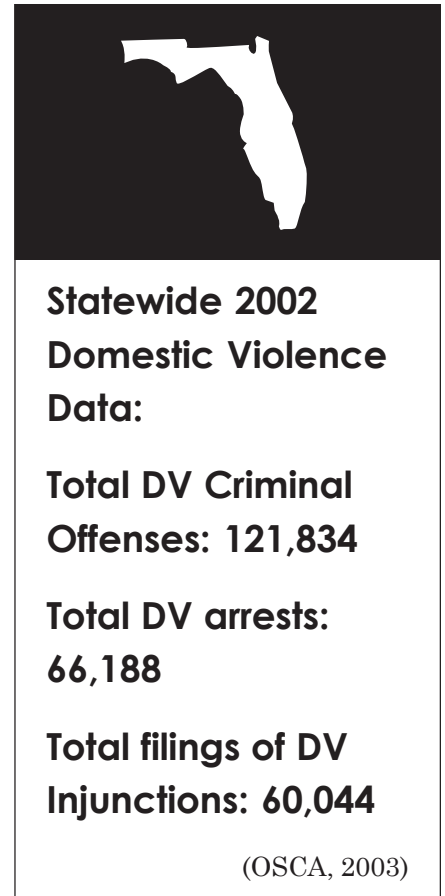 Statewide 2002
Domestic Violence
Data:
Total DV Criminal
Offenses: 121,834
Total DV arrests:
66,188
Total filings of DV
Injunctions: 60,044
(OSCA, 2003)